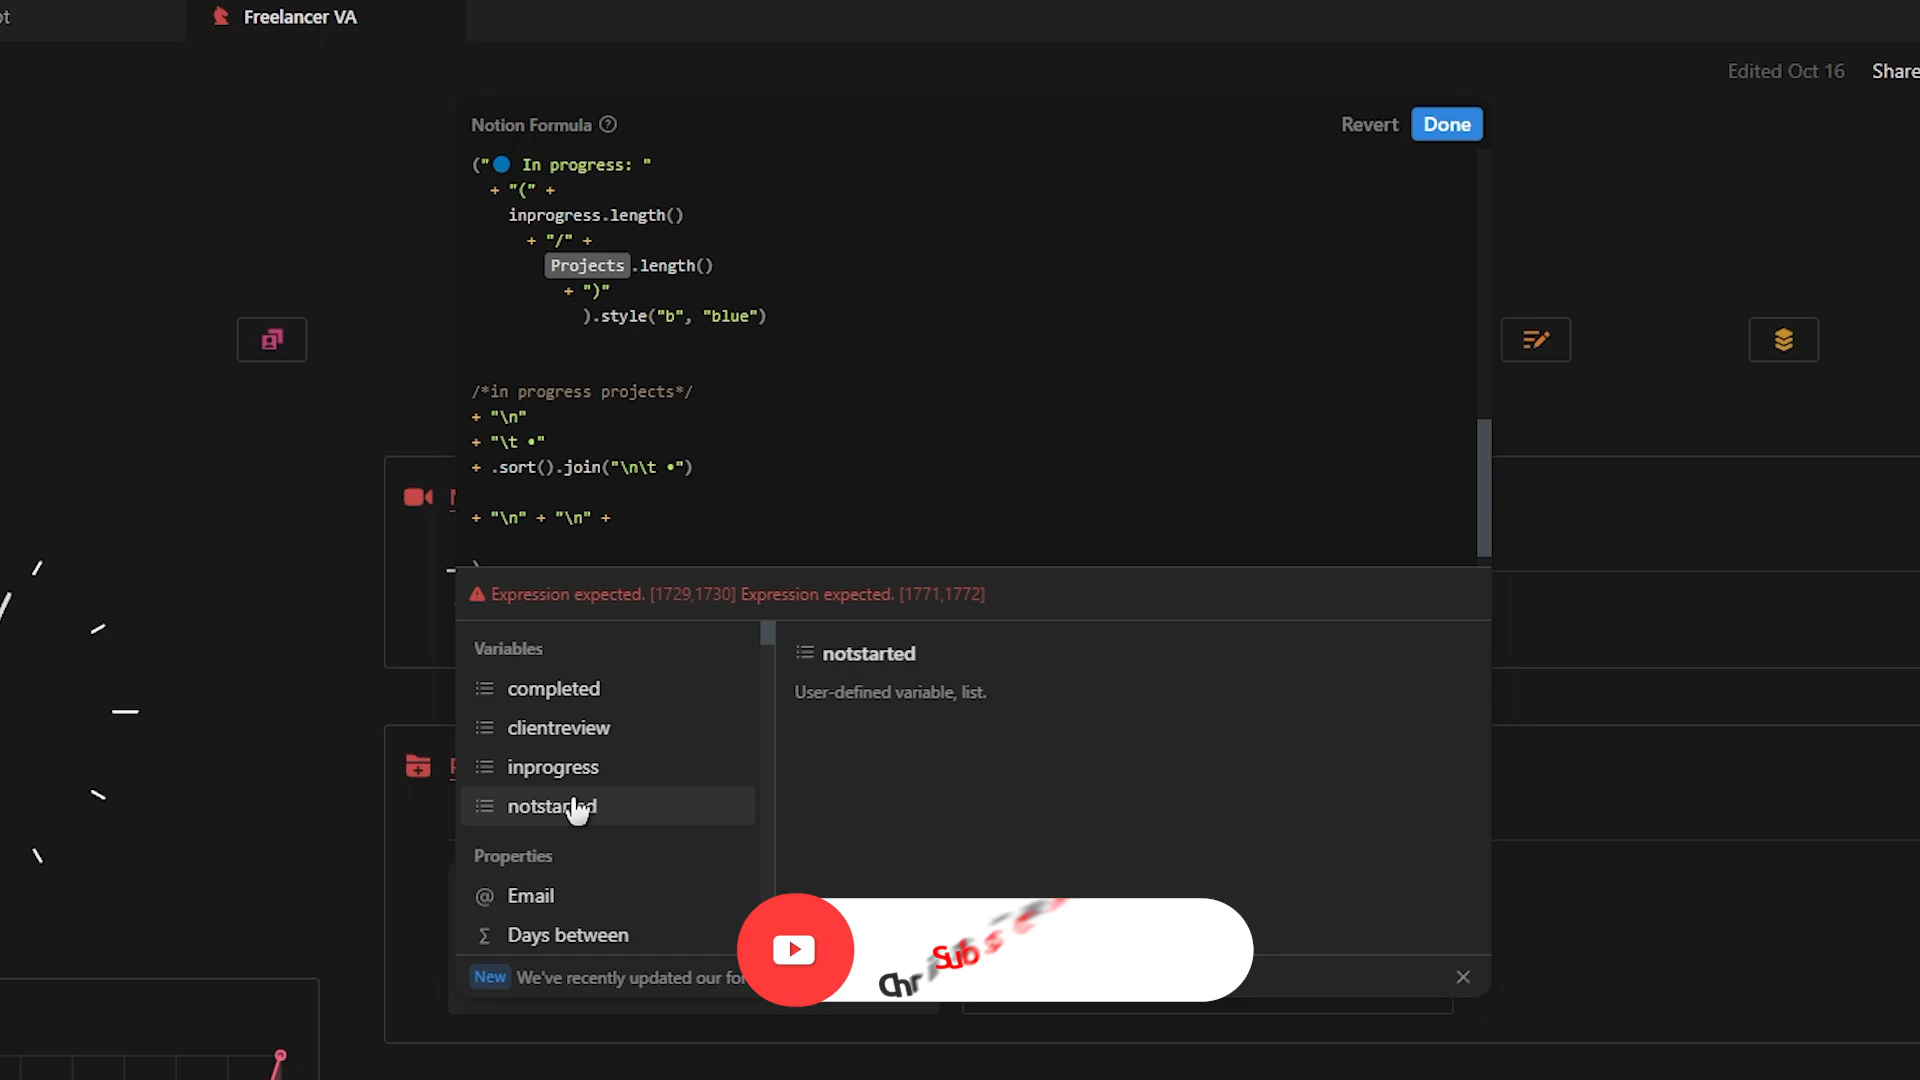 Freelancer VA
Edited Oct 16
Share
Notion Formula
Revert
Done
("🔵 In progress: "
+ "(" +
inprogress.length()
+ "/" +
Projects.length()
+ ")"
).style("b", "blue")
/*in progress projects*/
+ "\n"
+ "\t •"
+ .sort().join("\n\t •")
+ "\n" + "\n" +
Expression expected. [1729,1730] Expression expected. [1771,1772]
Variables
completed
clientreview
inprogress
notstarted
Properties
Email
Days between
notstarted
User-defined variable, list.
New We've recently updated our for